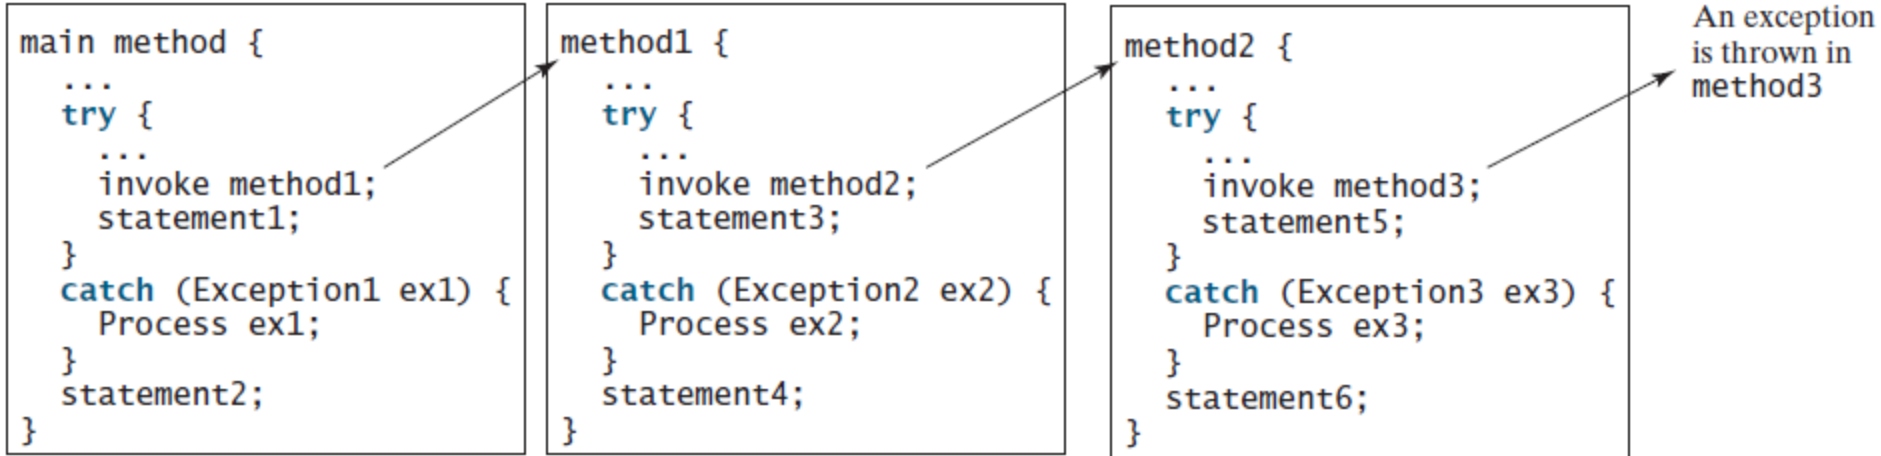 main method {
...
try {
...
invoke method1;
statement1;
}
catch (Exception1 ex1) {
Process ex1;
}
statement2;
}
method1 {
...
try {
...
invoke method2;
statement3;
}
catch (Exception2 ex2) {
Process ex2;
}
statement4;
}
method2 {
...
try {
...
invoke method3;
statement5;
}
catch (Exception3 ex3) {
Process ex3;
}
statement6;
}
An exception
is thrown in
method3